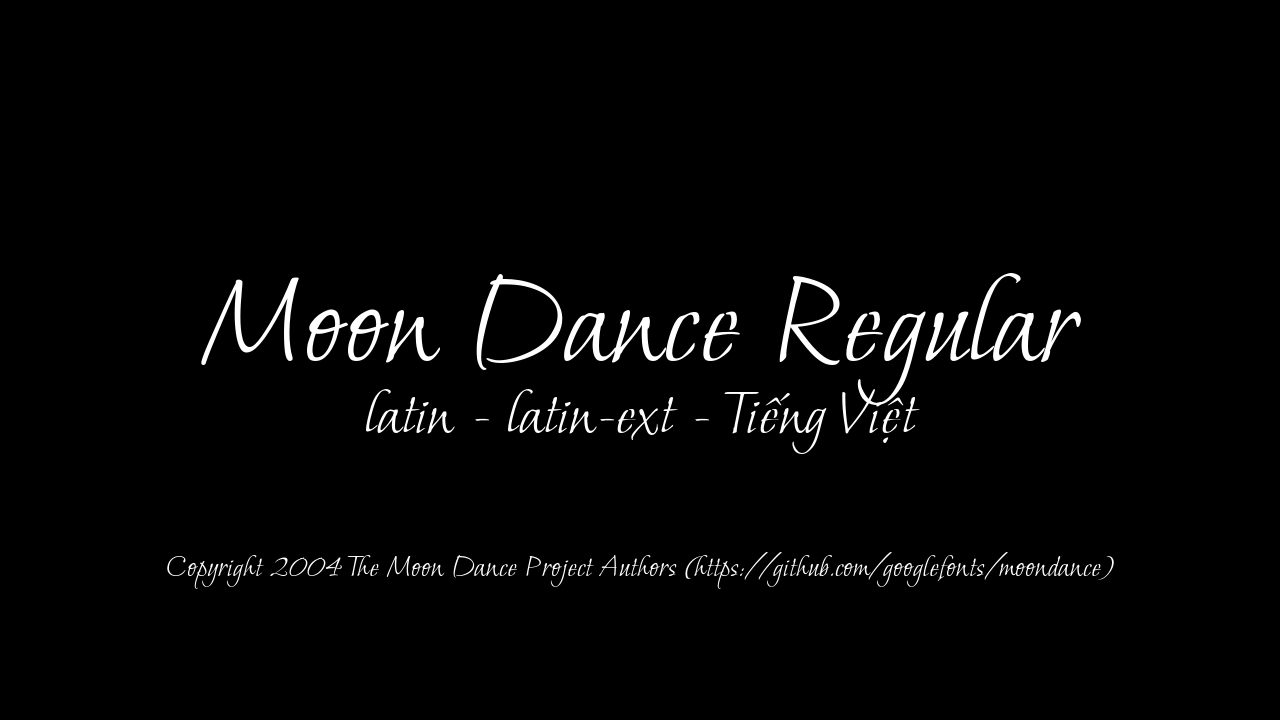 Moon Dance Regular
latin - latin-ext - Tiếng Việt
Copyright 2004 The Moon Dance Project Authors (https://github.com/googlefonts/moondance)